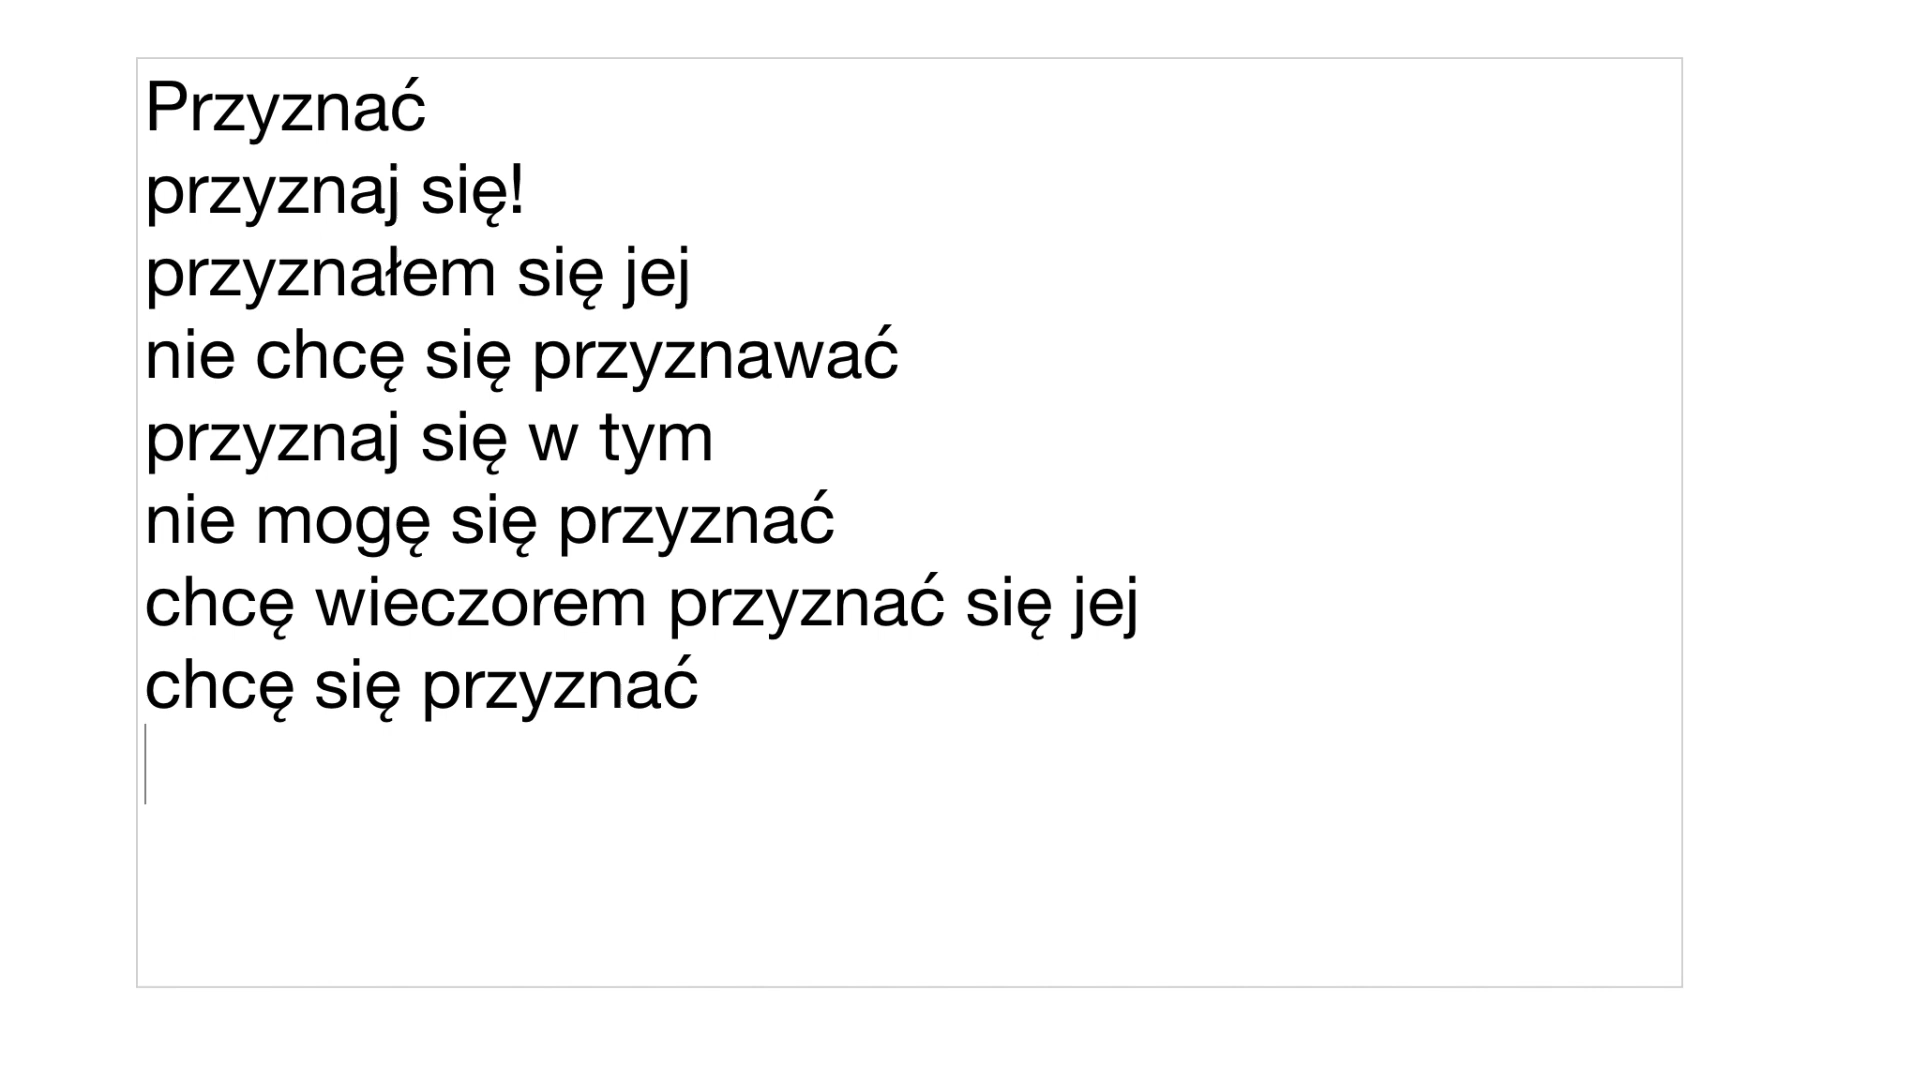 Przyznać
przyznaj się!
przyznałem się jej
nie chcę się przyznawać
przyznaj się w tym
nie mogę się przyznać
chcę wieczorem przyznać się jej
chcę się przyznać